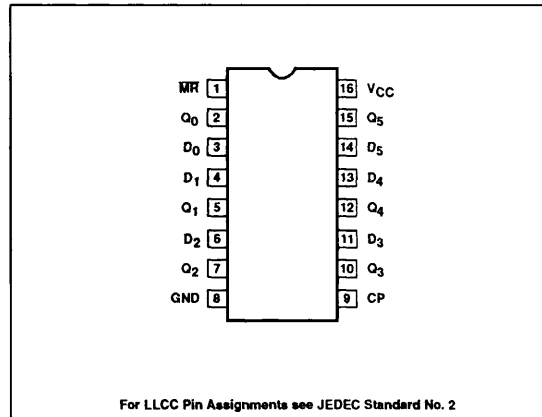 MR 1 16 VCC
Q0 2 15 Q5
D0 3 14 D5
D1 4 13 D4
Q1 5 12 Q4
D2 6 11 D3
Q2 7 10 Q3
GND 8 9 CP
For LLCC Pin Assignments see JEDEC Standard No. 2